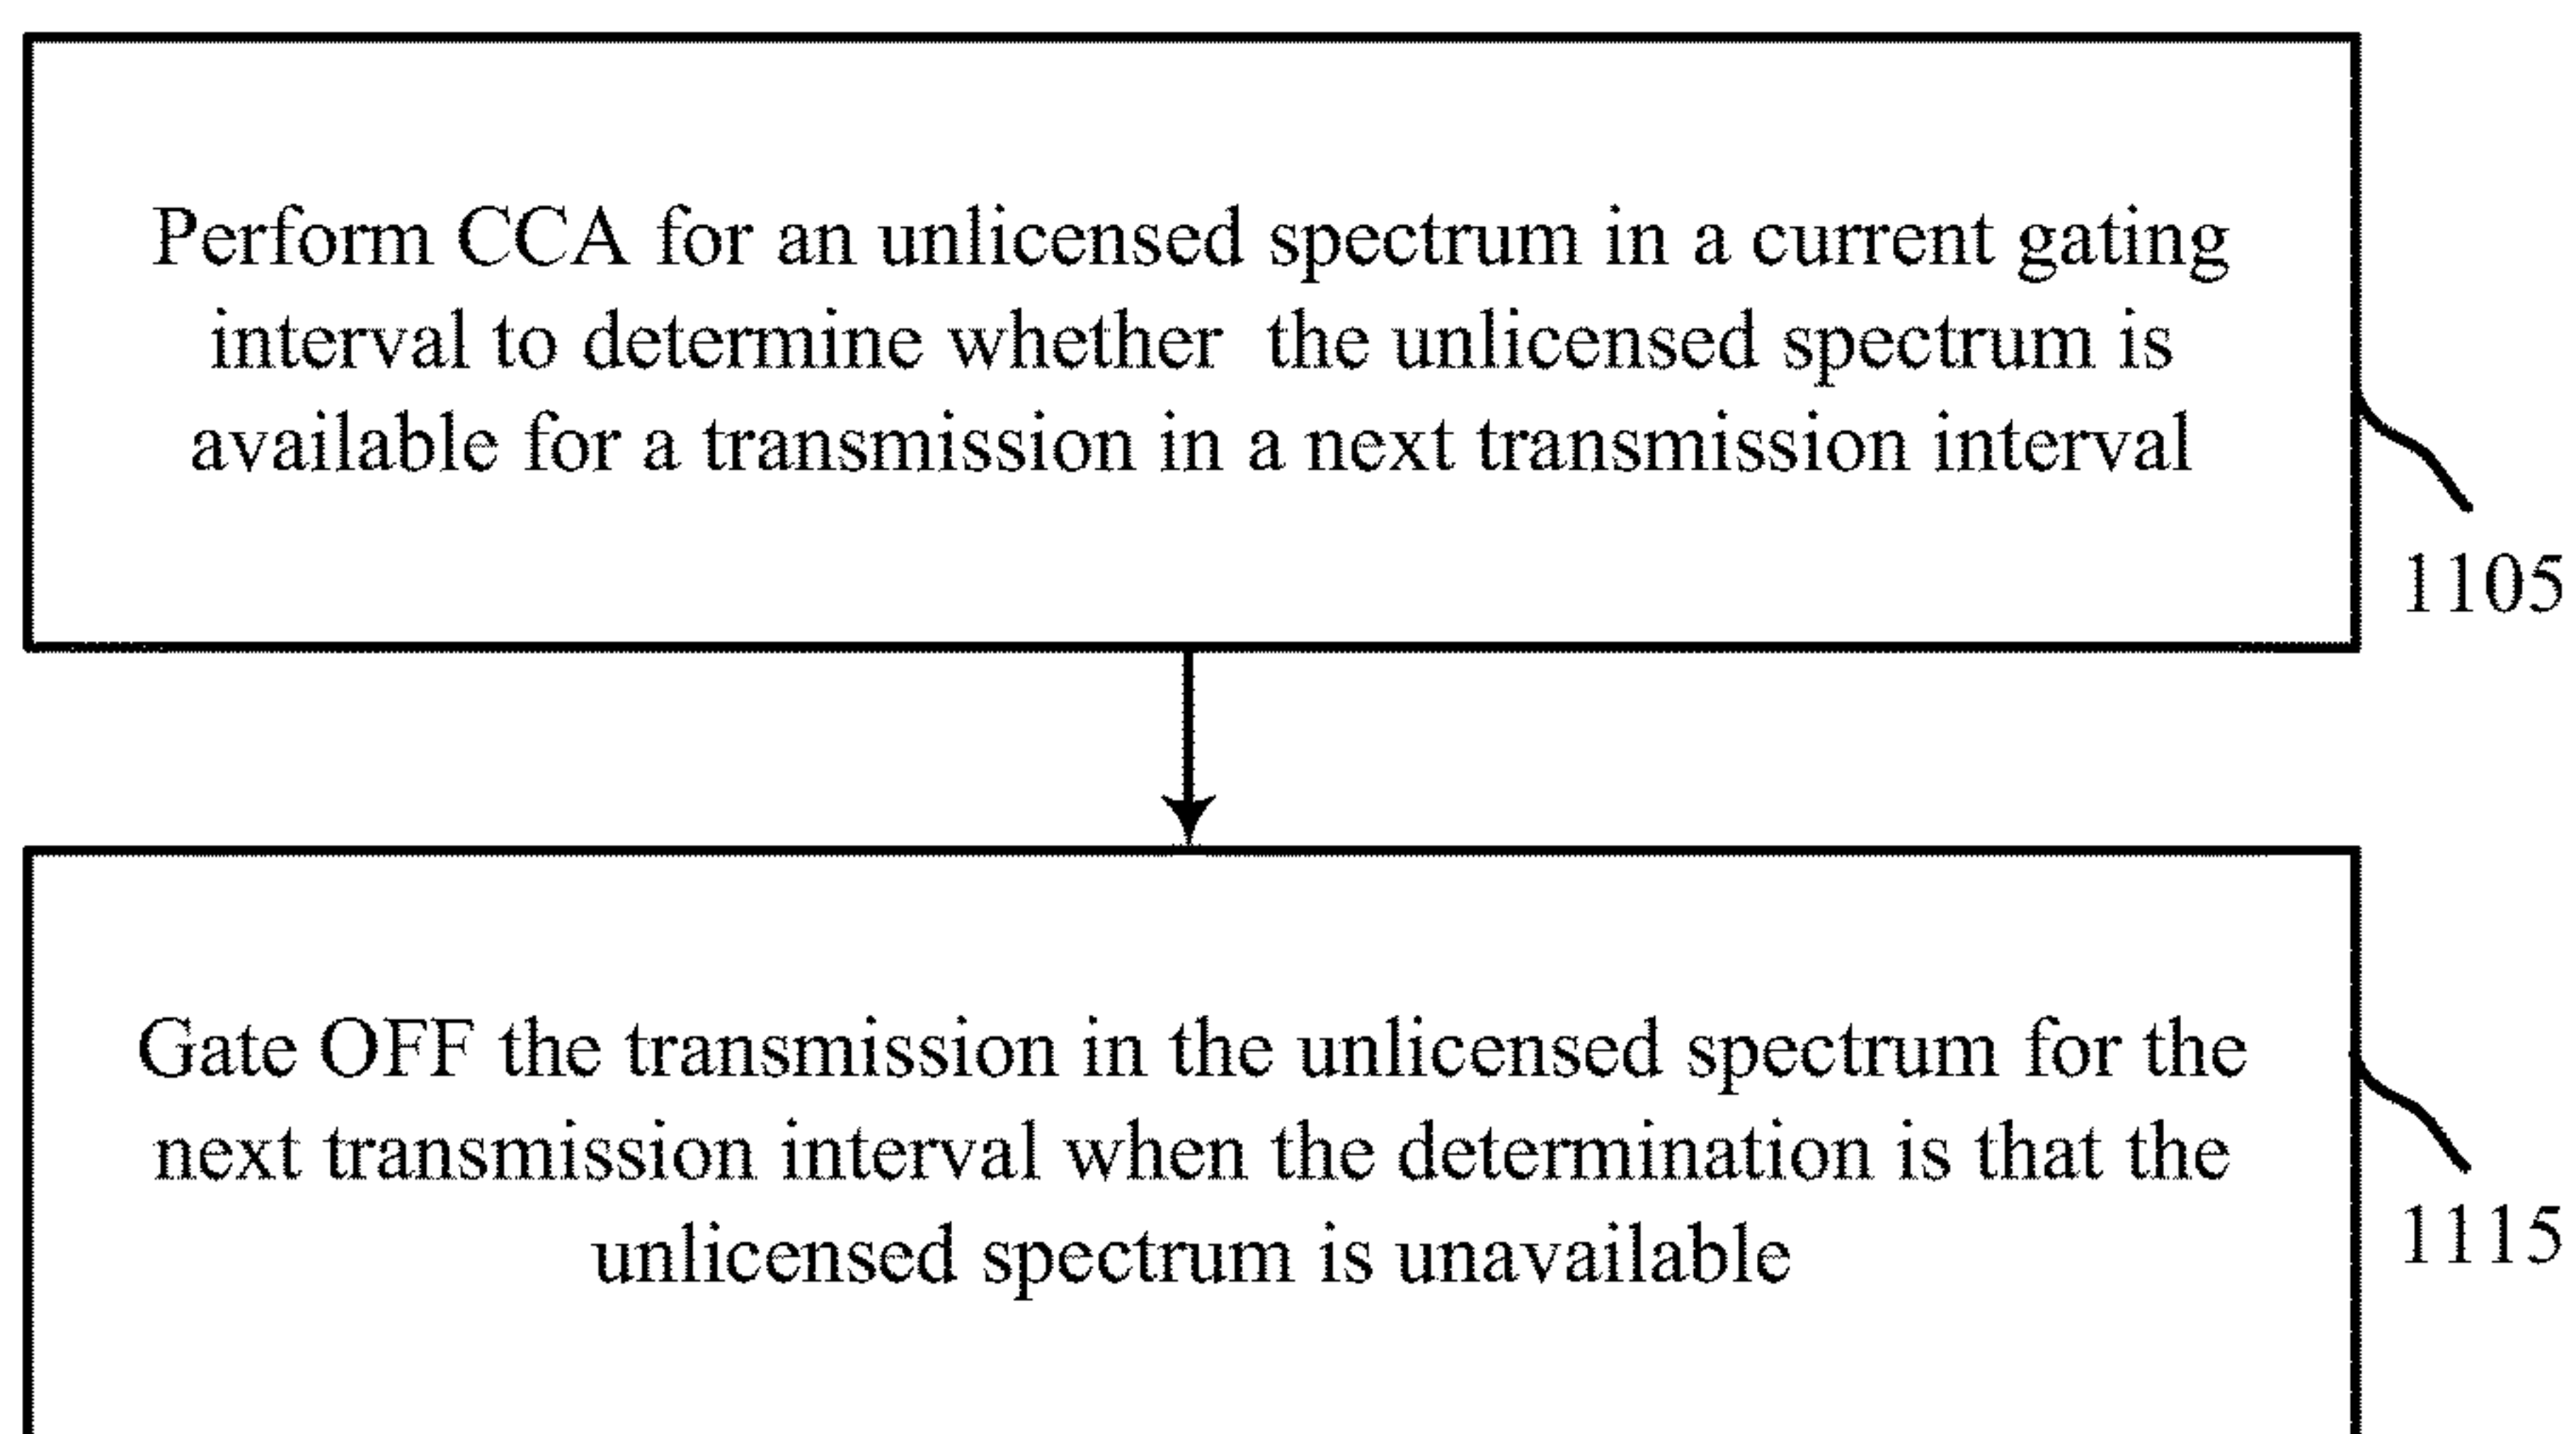 Perform CCA for an unlicensed spectrum in a current gating
interval to determine whether the unlicensed spectrum is
available for a transmission in a next transmission interval
1105
Gate OFF the transmission in the unlicensed spectrum for the
next transmission interval when the determination is that the
unlicensed spectrum is unavailable
1115